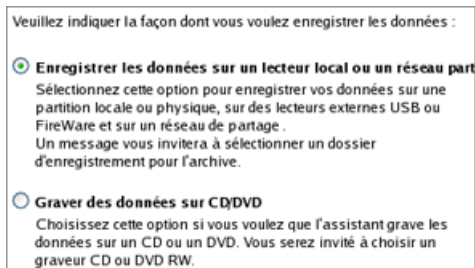 Veuillez indiquer la façon dont vous voulez enregistrer les données :
Enregistrer les données sur un lecteur local ou un réseau part
Sélectionnez cette option pour enregistrer vos données sur une
partition locale ou physique, sur des lecteurs externes USB ou
FireWare et sur un réseau de partage .
Un message vous invitera à sélectionner un dossier
d'enregistrement pour l'archive.
Graver des données sur CD/DVD
Choisissez cette option si vous voulez que l'assistant grave les
données sur un CD ou un DVD. Vous serez invité à choisir un
graveur CD ou DVD RW.